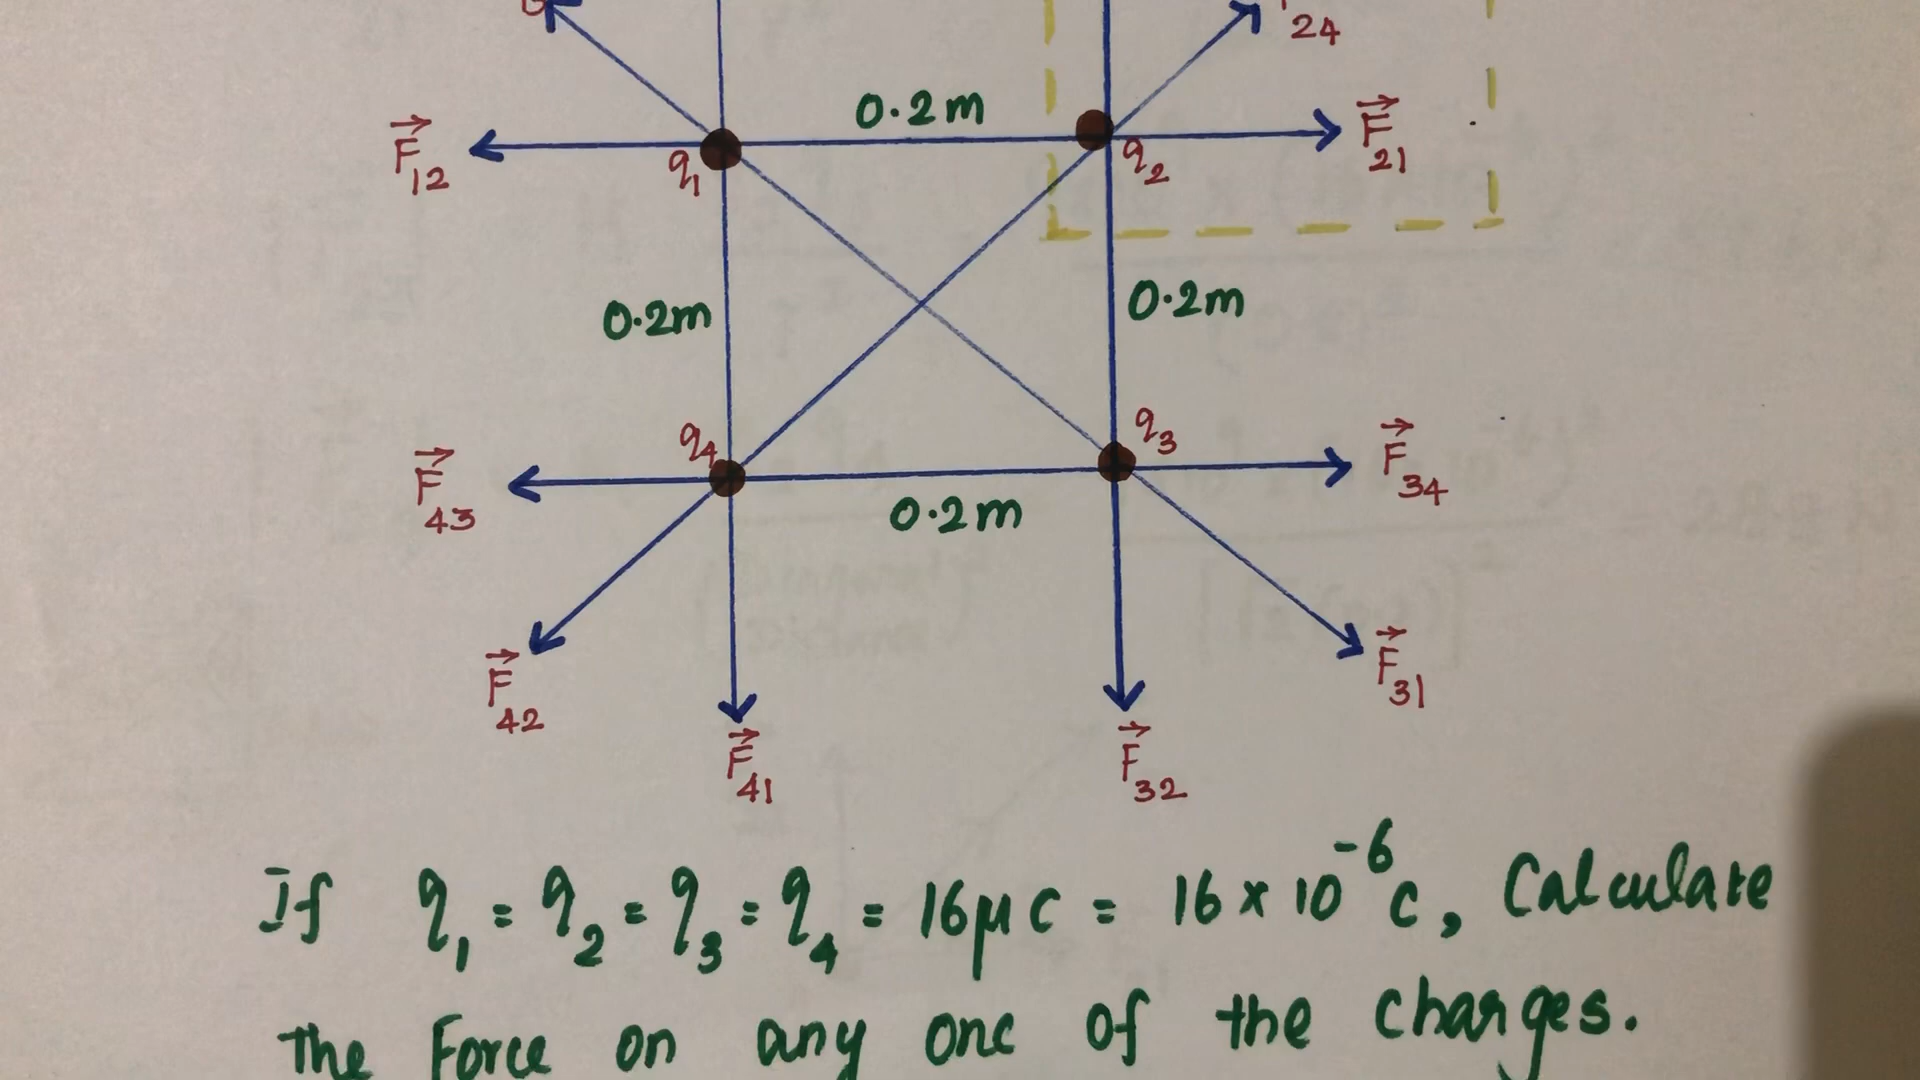 24
0.2m
F12
q1
q2
F21
0.2m
0.2m
q4
q3
F43
F34
0.2m
F42
F31
F41
F32
If q1 = q2 = q3 = q4 = 16μC = 16 × 10^-6 C, Calculate
the Force on any one of the charges.